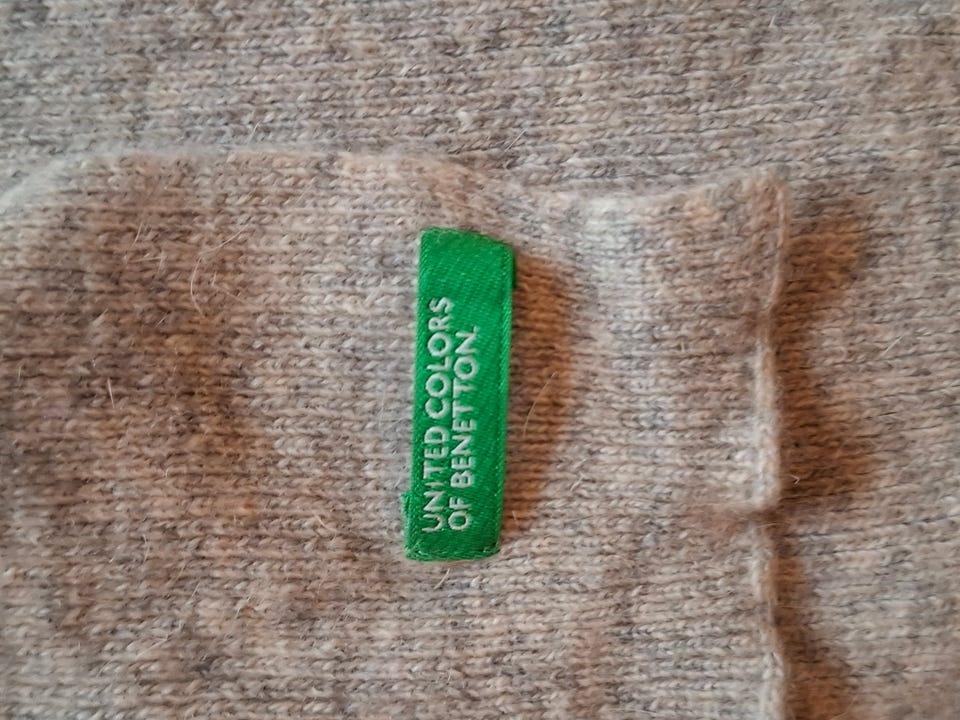 UNITED COLORS
OF BENETTON.